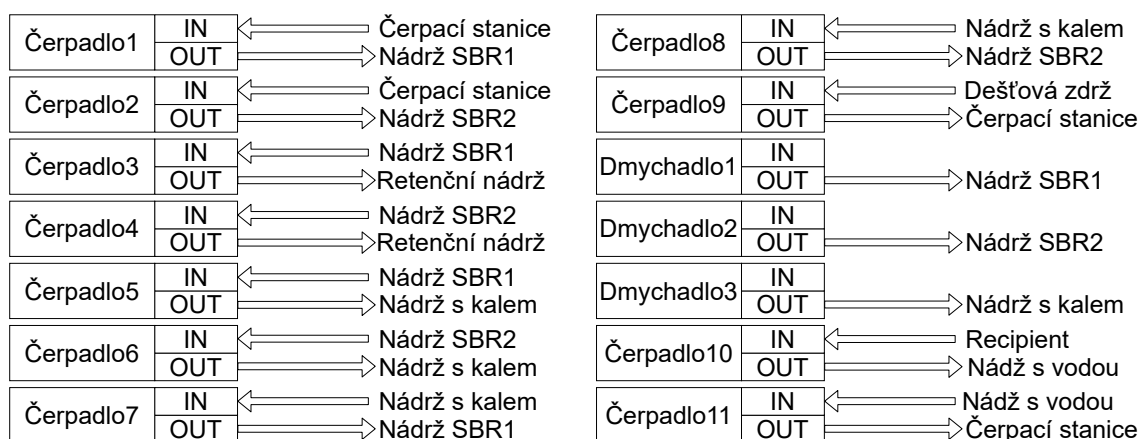 Čerpadlo1 IN Čerpací stanice
OUT Nádrž SBR1
Čerpadlo2 IN Čerpací stanice
OUT Nádrž SBR2
Čerpadlo3 IN Nádrž SBR1
OUT Retenční nádrž
Čerpadlo4 IN Nádrž SBR2
OUT Retenční nádrž
Čerpadlo5 IN Nádrž SBR1
OUT Nádrž s kalem
Čerpadlo6 IN Nádrž SBR2
OUT Nádrž s kalem
Čerpadlo7 IN Nádrž s kalem
OUT Nádrž SBR1
Čerpadlo8 IN Nádrž s kalem
OUT Nádrž SBR2
Čerpadlo9 IN Dešťová zdrž
OUT Čerpací stanice
Dmychadlo1 IN
OUT Nádrž SBR1
Dmychadlo2 IN
OUT Nádrž SBR2
Dmychadlo3 IN
OUT Nádrž s kalem
Čerpadlo10 IN Recipient
OUT Nádž s vodou
Čerpadlo11 IN Nádž s vodou
OUT Čerpací stanice